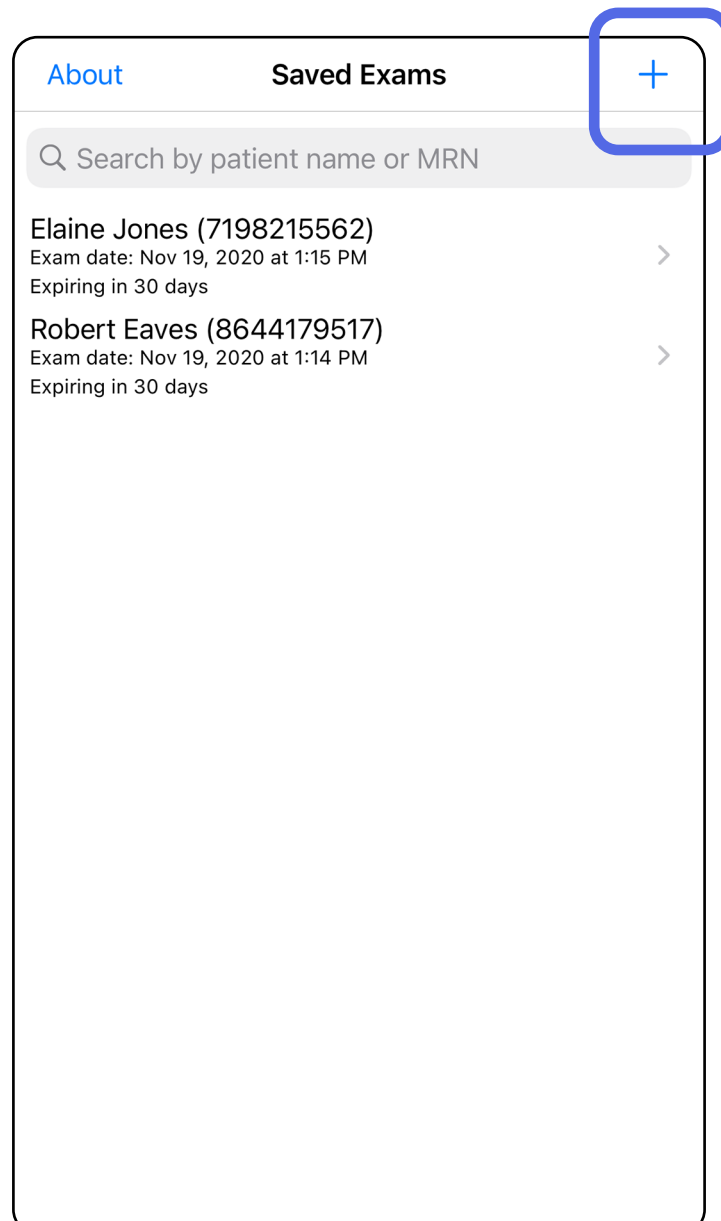 About Saved Exams +
Search by patient name or MRN
Elaine Jones (7198215562)
Exam date: Nov 19, 2020 at 1:15 PM
Expiring in 30 days
Robert Eaves (8644179517)
Exam date: Nov 19, 2020 at 1:14 PM
Expiring in 30 days